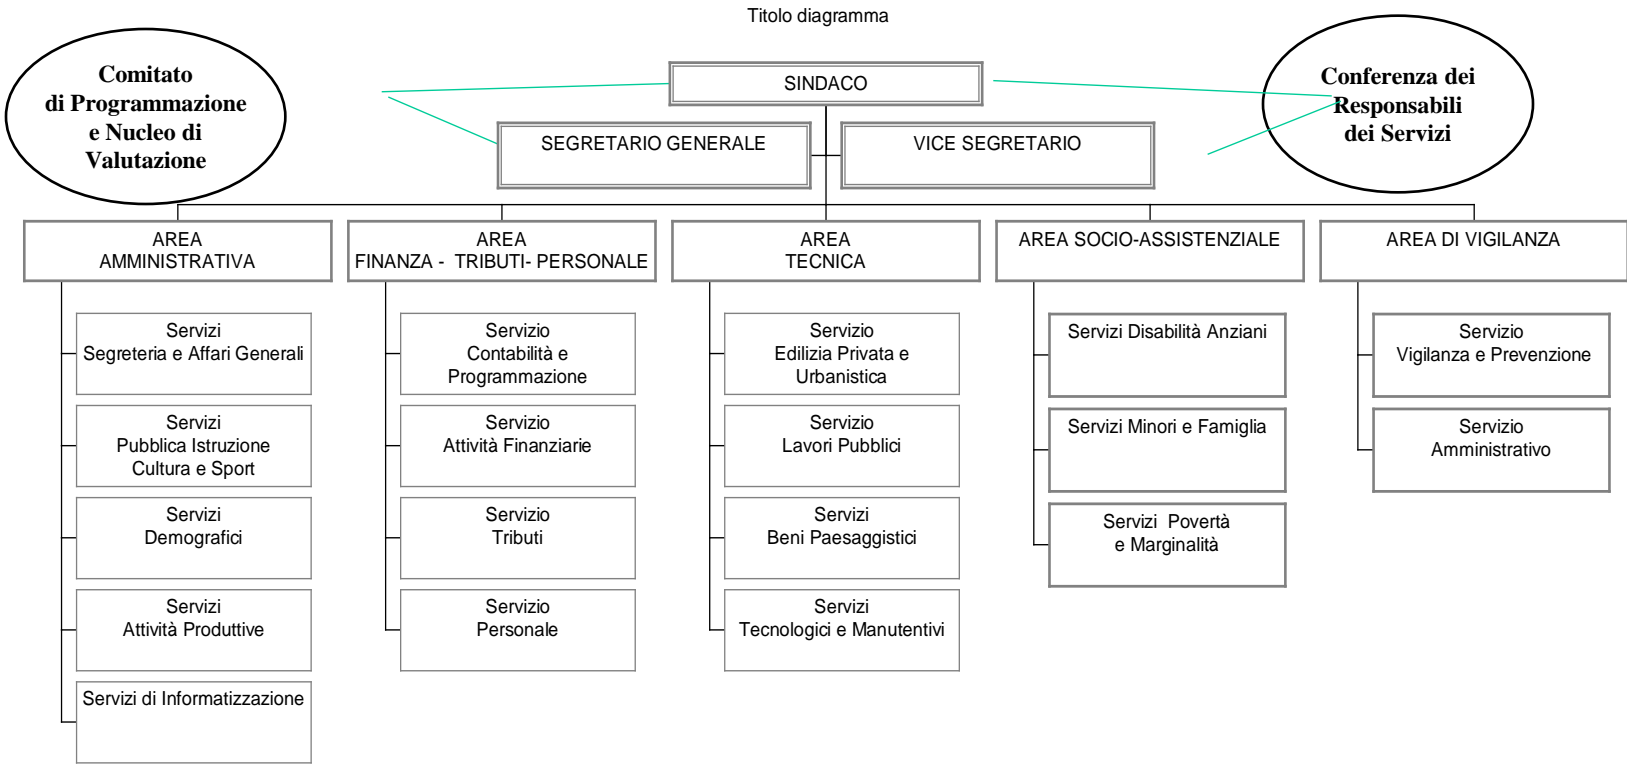 Titolo diagramma
Comitato
di Programmazione
e Nucleo di
Valutazione
SINDACO
Conferenza dei
Responsabili
dei Servizi
SEGRETARIO GENERALE
VICE SEGRETARIO
AREA
AMMINISTRATIVA
AREA
FINANZA - TRIBUTI- PERSONALE
AREA
TECNICA
AREA SOCIO-ASSISTENZIALE
AREA DI VIGILANZA
Servizi
Segreteria e Affari Generali
Servizi
Pubblica Istruzione
Cultura e Sport
Servizi
Demografici
Servizi
Attività Produttive
Servizi di Informatizzazione
Servizio
Contabilità e
Programmazione
Servizio
Attività Finanziarie
Servizio
Tributi
Servizio
Personale
Servizio
Edilizia Privata e
Urbanistica
Servizio
Lavori Pubblici
Servizi
Beni Paesaggistici
Servizi
Tecnologici e Manutentivi
Servizi Disabilità Anziani
Servizi Minori e Famiglia
Servizi Povertà
e Marginalità
Servizio
Vigilanza e Prevenzione
Servizio
Amministrativo